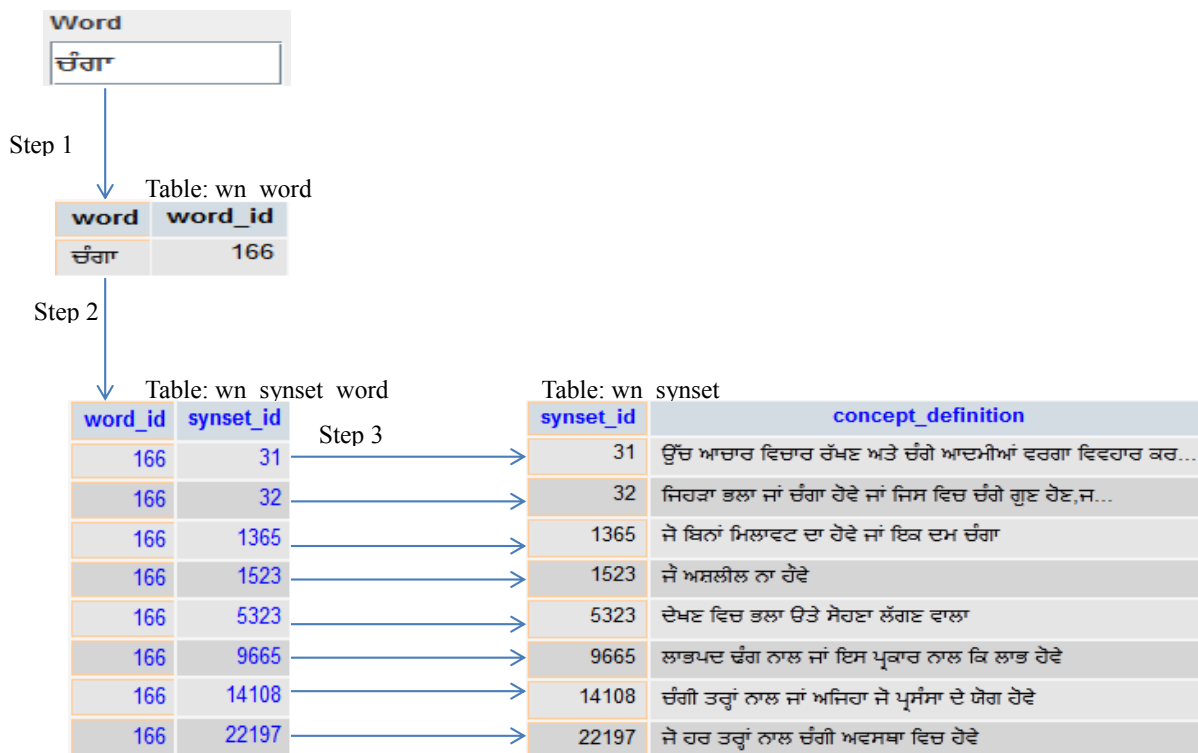 Word
ਚੰਗਾ
Step 1
Table: wn_word
word word_id
ਚੰਗਾ 166
Step 2
Table: wn_synset_word Table: wn_synset
word_id synset_id Step 3 synset_id concept_definition
166 31 31 ਉੱਚ ਆਚਾਰ ਵਿਚਾਰ ਰੱਖਣ ਅਤੇ ਚੰਗੇ ਆਦਮੀਆਂ ਵਰਗਾ ਵਿਵਹਾਰ ਕਰ...
166 32 32 ਜਿਹੜਾ ਭਲਾ ਜਾਂ ਚੰਗਾ ਹੋਵੇ ਜਾਂ ਜਿਸ ਵਿਚ ਚੰਗੇ ਗੁਣ ਹੋਣ,ਜ...
166 1365 1365 ਜੋ ਬਿਨਾਂ ਮਿਲਾਵਟ ਦਾ ਹੋਵੇ ਜਾਂ ਇਕ ਦਮ ਚੰਗਾ
166 1523 1523 ਜੋ ਅਸ਼ਲੀਲ ਨਾ ਹੋਵੇ
166 5323 5323 ਦੇਖਣ ਵਿਚ ਭਲਾ ੳਤੇ ਸੋਹਣਾ ਲੱਗਣ ਵਾਲਾ
166 9665 9665 ਲਾਭਪਦ ਢੰਗ ਨਾਲ ਜਾਂ ਇਸ ਪ੍ਰਕਾਰ ਨਾਲ ਕਿ ਲਾਭ ਹੋਵੇ
166 14108 14108 ਚੰਗੀ ਤਰ੍ਹਾਂ ਨਾਲ ਜਾਂ ਅਜਿਹਾ ਜੋ ਪ੍ਰਸੰਸਾ ਦੇ ਯੋਗ ਹੋਵੇ
166 22197 22197 ਜੋ ਹਰ ਤਰ੍ਹਾਂ ਨਾਲ ਚੰਗੀ ਅਵਸਥਾ ਵਿਚ ਹੋਵੇ